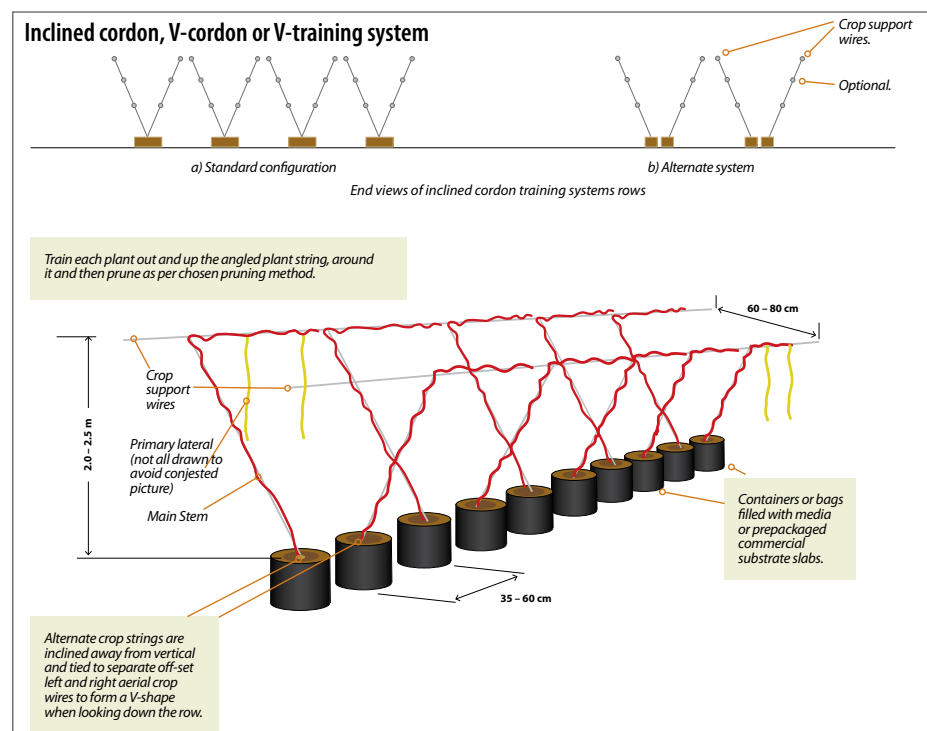 Inclined cordon, V-cordon or V-training system
Crop support
wires.
Optional.
a) Standard configuration
b) Alternate system
End views of inclined cordon training systems rows
Train each plant out and up the angled plant string, around
it and then prune as per chosen pruning method.
60 – 80 cm
Crop
support
wires
2.0 – 2.5 m
Primary lateral
(not all drawn to
avoid conjested
picture)
Main Stem
Containers or bags
filled with media
or prepackaged
commercial
substrate slabs.
35 – 60 cm
Alternate crop strings are
inclined away from vertical
and tied to separate off-set
left and right aerial crop
wires to form a V-shape
when looking down the row.